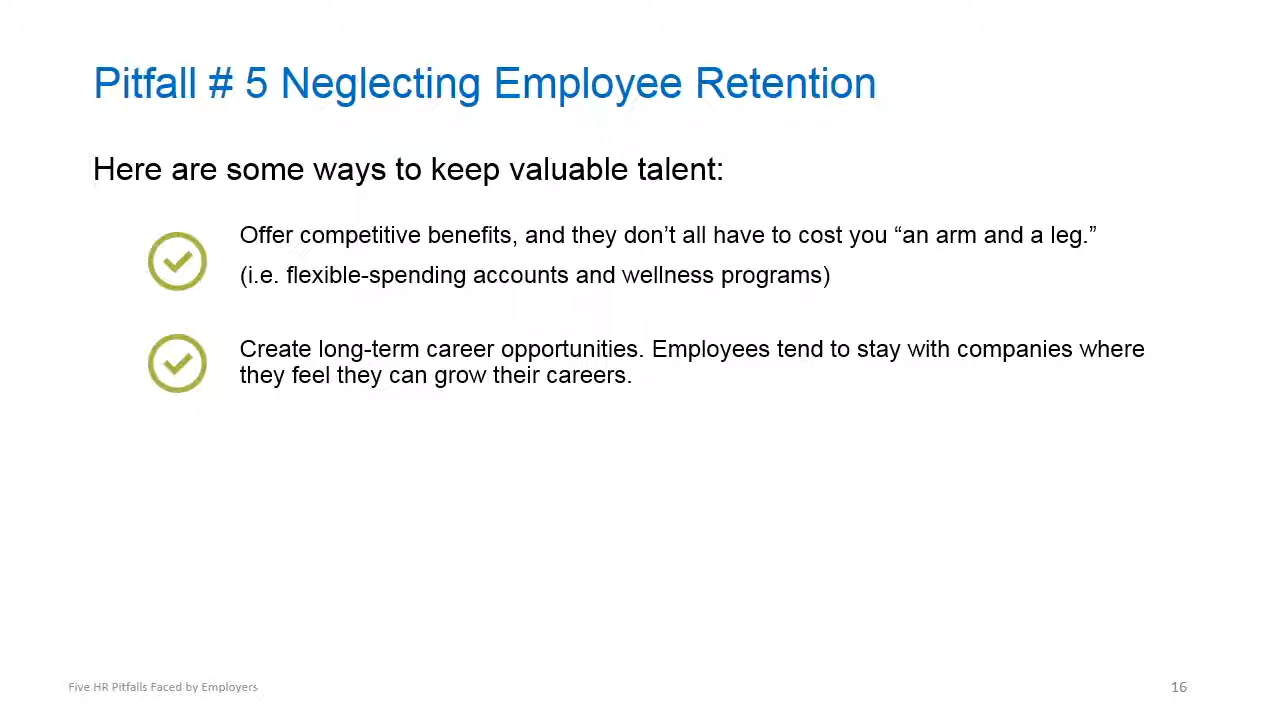 Pitfall # 5 Neglecting Employee Retention
Here are some ways to keep valuable talent:
Offer competitive benefits, and they don’t all have to cost you “an arm and a leg.”
(i.e. flexible-spending accounts and wellness programs)
Create long-term career opportunities. Employees tend to stay with companies where
they feel they can grow their careers.
Five HR Pitfalls Faced by Employers
16